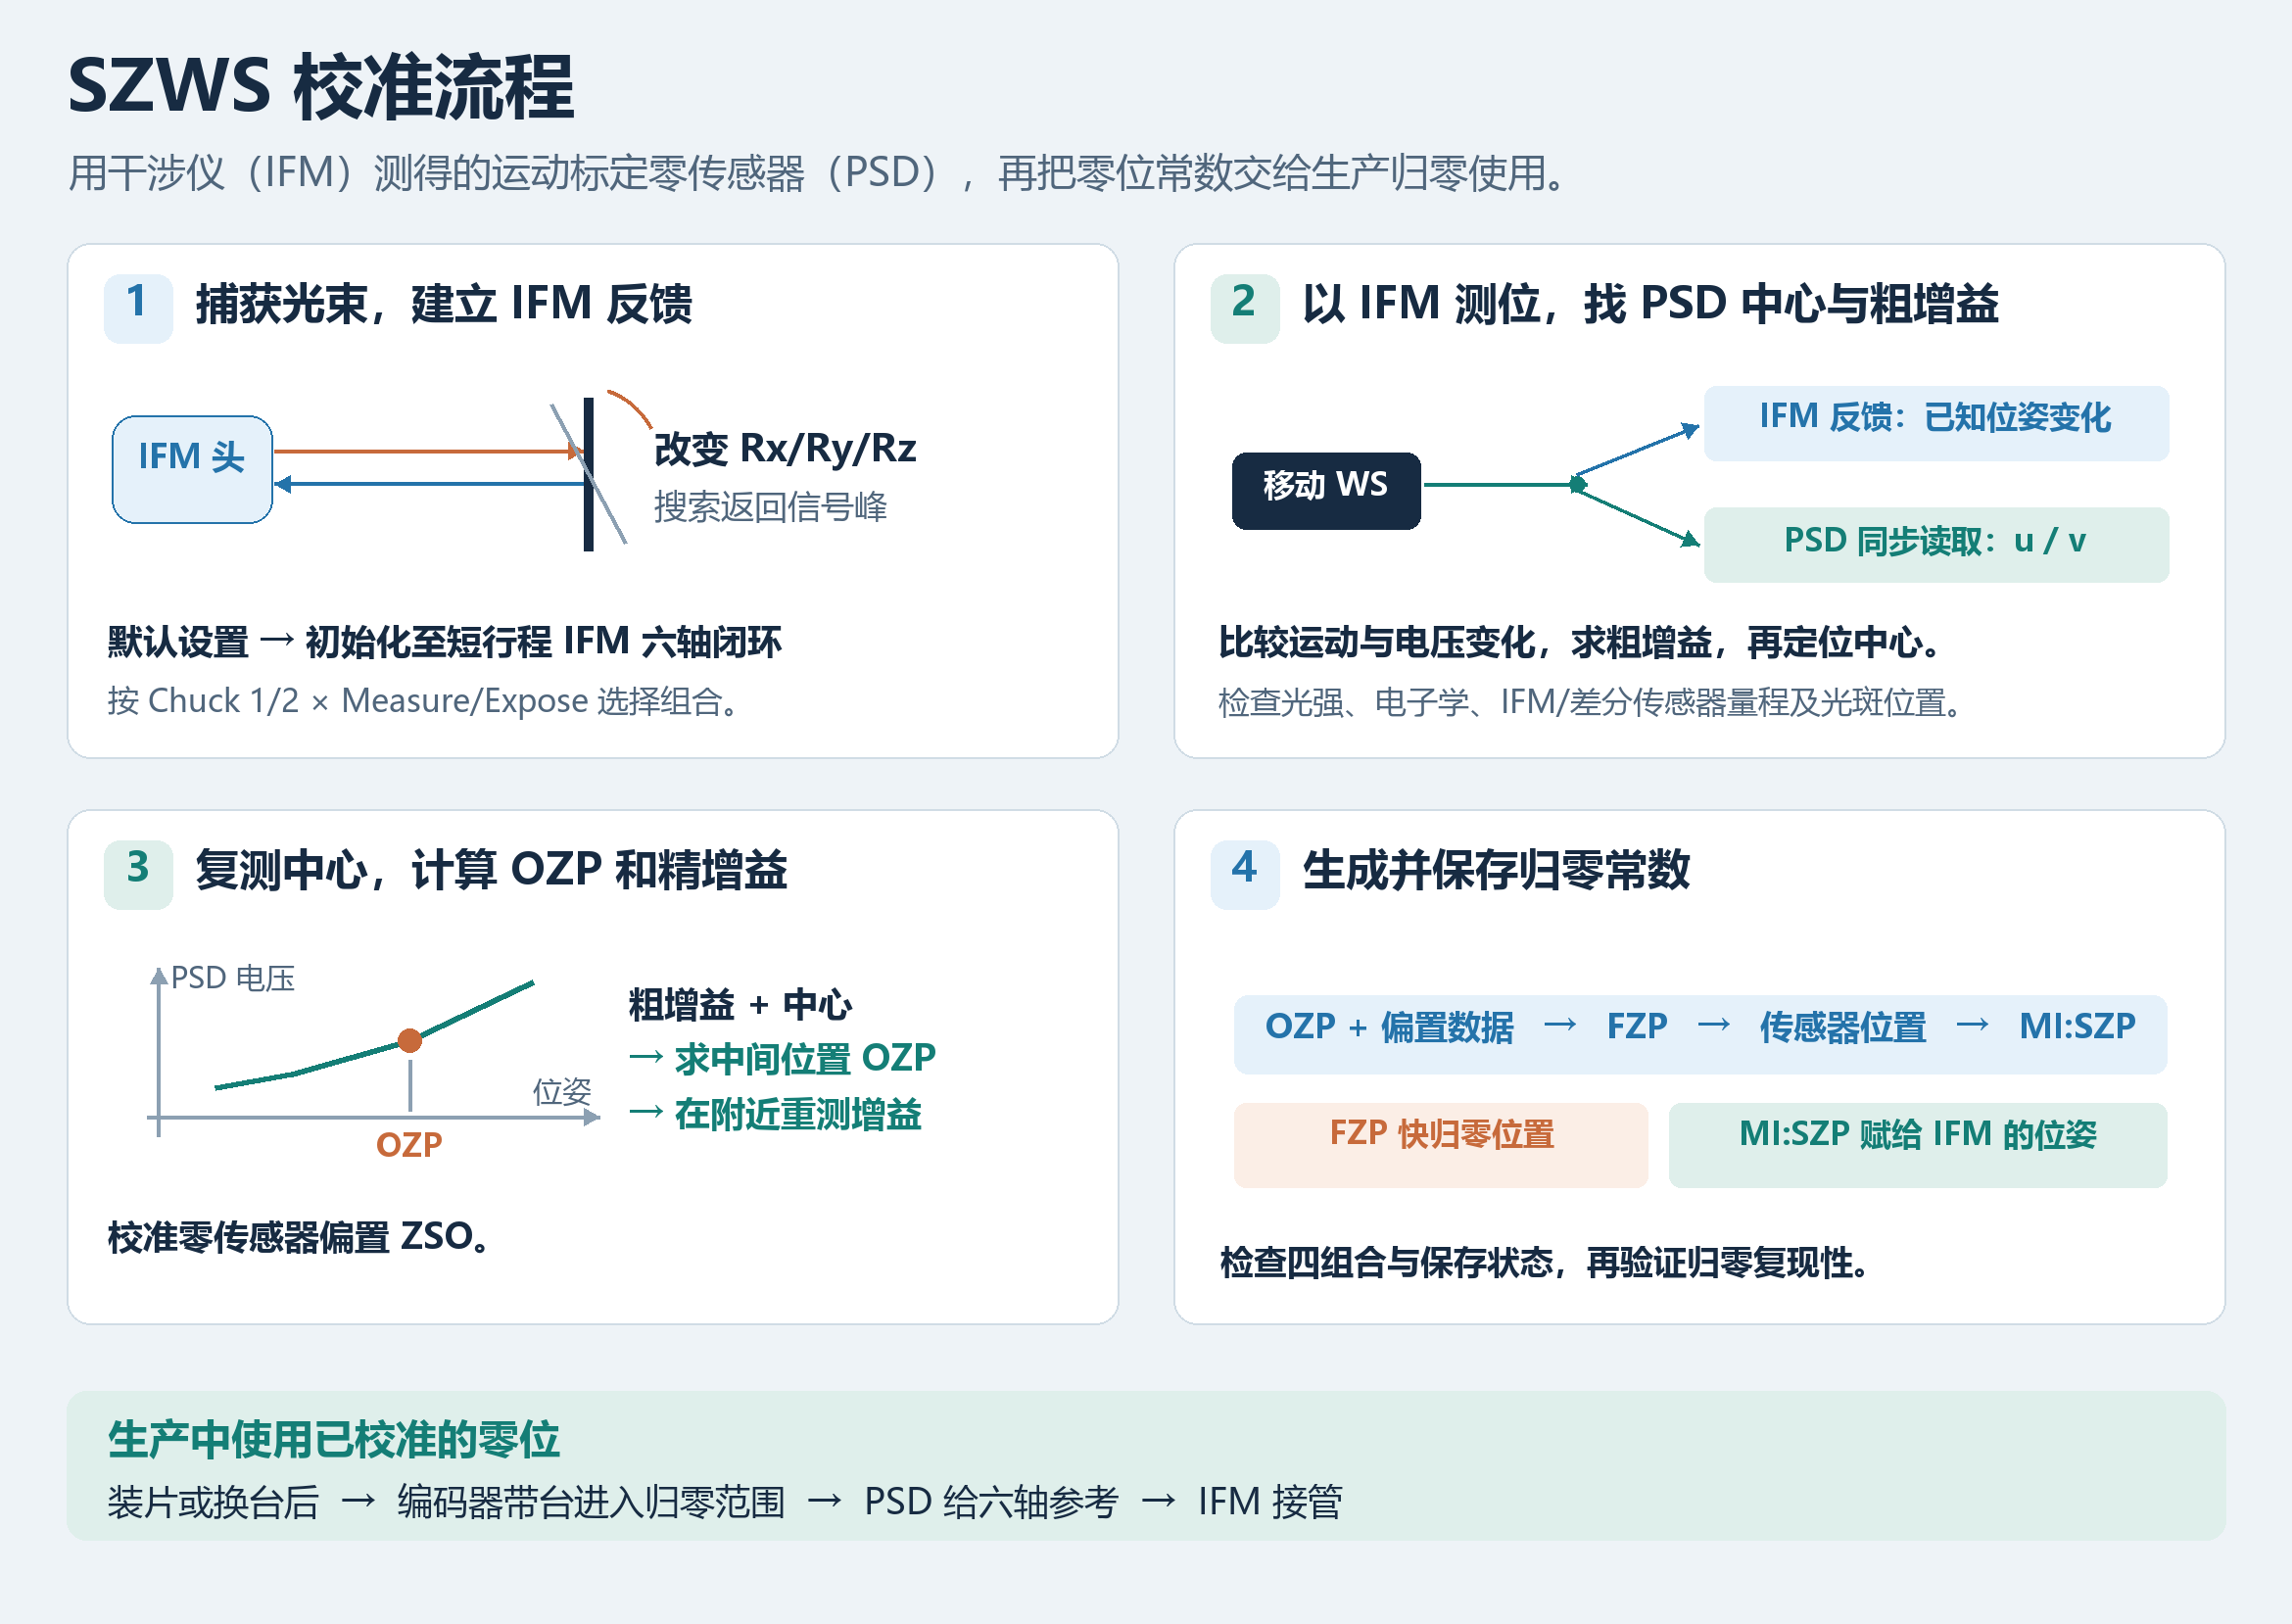 SZWS 校准流程
用干涉仪（IFM）测得的运动标定零传感器（PSD），再把零位常数交给生产归零使用。
1 捕获光束，建立 IFM 反馈
IFM 头
改变 Rx/Ry/Rz
搜索返回信号峰
默认设置 → 初始化至短行程 IFM 六轴闭环
按 Chuck 1/2 × Measure/Expose 选择组合。
2 以 IFM 测位，找 PSD 中心与粗增益
移动 WS
IFM 反馈：已知位姿变化
PSD 同步读取：u / v
比较运动与电压变化，求粗增益，再定位中心。
检查光强、电子学、IFM/差分传感器量程及光斑位置。
3 复测中心，计算 OZP 和精增益
PSD 电压
位姿
OZP
粗增益 + 中心
→ 求中间位置 OZP
→ 在附近重测增益
校准零传感器偏置 ZSO。
4 生成并保存归零常数
OZP + 偏置数据 → FZP → 传感器位置 → MI:SZP
FZP 快归零位置
MI:SZP 赋给 IFM 的位姿
检查四组合与保存状态，再验证归零复现性。
生产中使用已校准的零位
装片或换台后 → 编码器带台进入归零范围 → PSD 给六轴参考 → IFM 接管